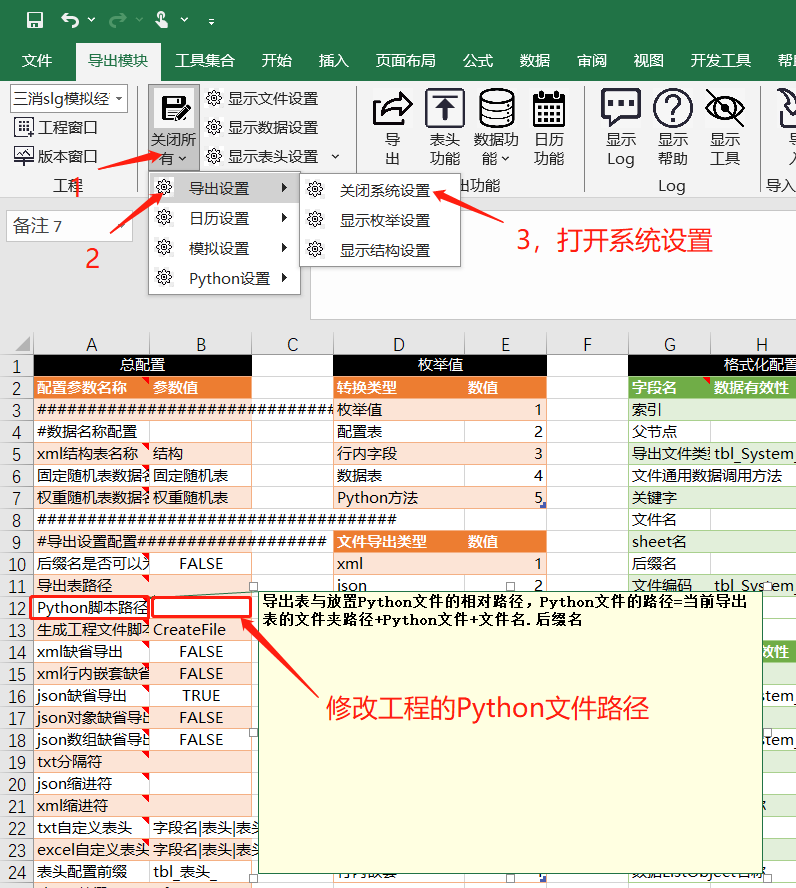 文件 导出模块 工具集合 开始 插入 页面布局 公式 数据 审阅 视图 开发工具 帮
三消slg模拟经
工程窗口
版本窗口
工程
关闭所
有
显示文件设置
显示数据设置
显示表头设置
导
出
表头
功能
数据功
能
日历
功能
出功能
显示
Log
显示
帮助
显示
工具
Log
导入
导出设置
日历设置
模拟设置
Python设置
关闭系统设置
显示枚举设置
显示结构设置
1
2
3，打开系统设置
备注 7
A B C D E F G H
1 总配置 枚举值 格式化配置
2 配置参数名称 参数值 转换类型 数值 字段名 数据有效性
3 ############################## 枚举值 1 索引
4 #数据名称配置 配置表 2 父节点
5 xml结构表名称 结构 行内字段 3 导出文件类型 tbl_System_
6 固定随机表数据名 固定随机表 数据表 4 文件通用数据调用方法
7 权重随机表数据名 权重随机表 Python方法 5 关键字
8 #################################### 文件名
9 #导出设置配置################### 文件导出类型 数值 sheet名
10 后缀名是否可以为 FALSE xml 1 后缀名
11 导出表路径 json 2 文件编码 tbl_System_
12 Python脚本路径
13 生成工程文件脚本 CreateFile
14 xml缺省导出 FALSE 效性
15 xml行内嵌套缺省 FALSE
16 json缺省导出 TRUE stem_
17 json对象缺省导出 FALSE
18 json数组缺省导出 FALSE stem_
19 txt分隔符
20 json缩进符
21 xml缩进符
22 txt自定义表头 字段名|表头|表头
23 excel自定义表头 字段名|表头|表头
24 表头配置前缀 tbl_表头_ 行内嵌套 数据ListObject名称
导出表与放置Python文件的相对路径，Python文件的路径=当前导出
表的文件夹路径+Python文件+文件名.后缀名
修改工程的Python文件路径